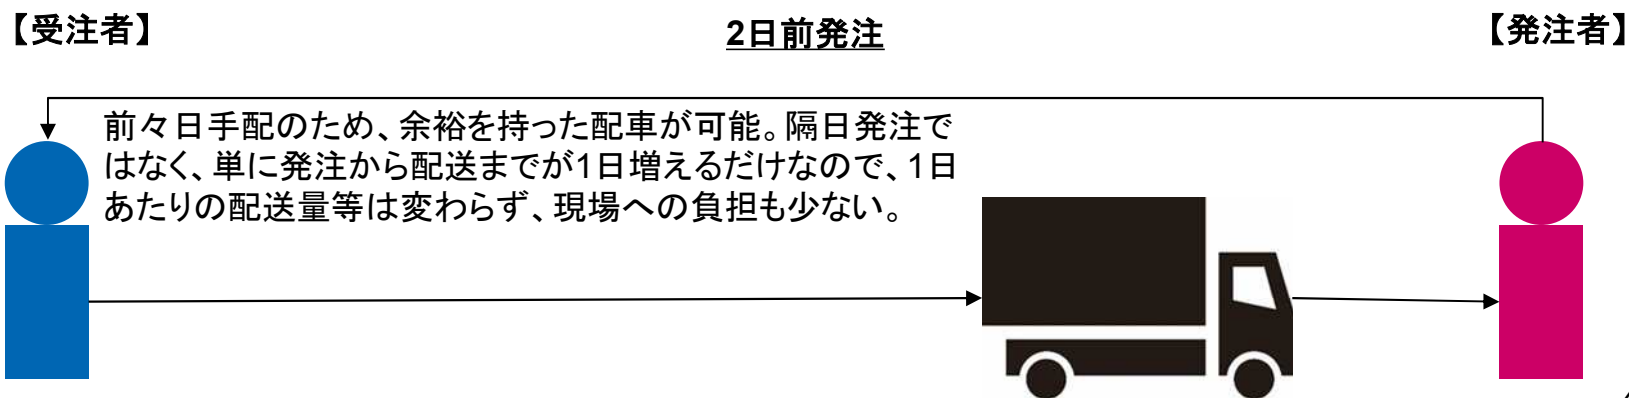 【受注者】
2日前発注
【発注者】
前々日手配のため、余裕を持った配車が可能。隔日発注で
はなく、単に発注から配送までが1日増えるだけなので、1日
あたりの配送量等は変わらず、現場への負担も少ない。